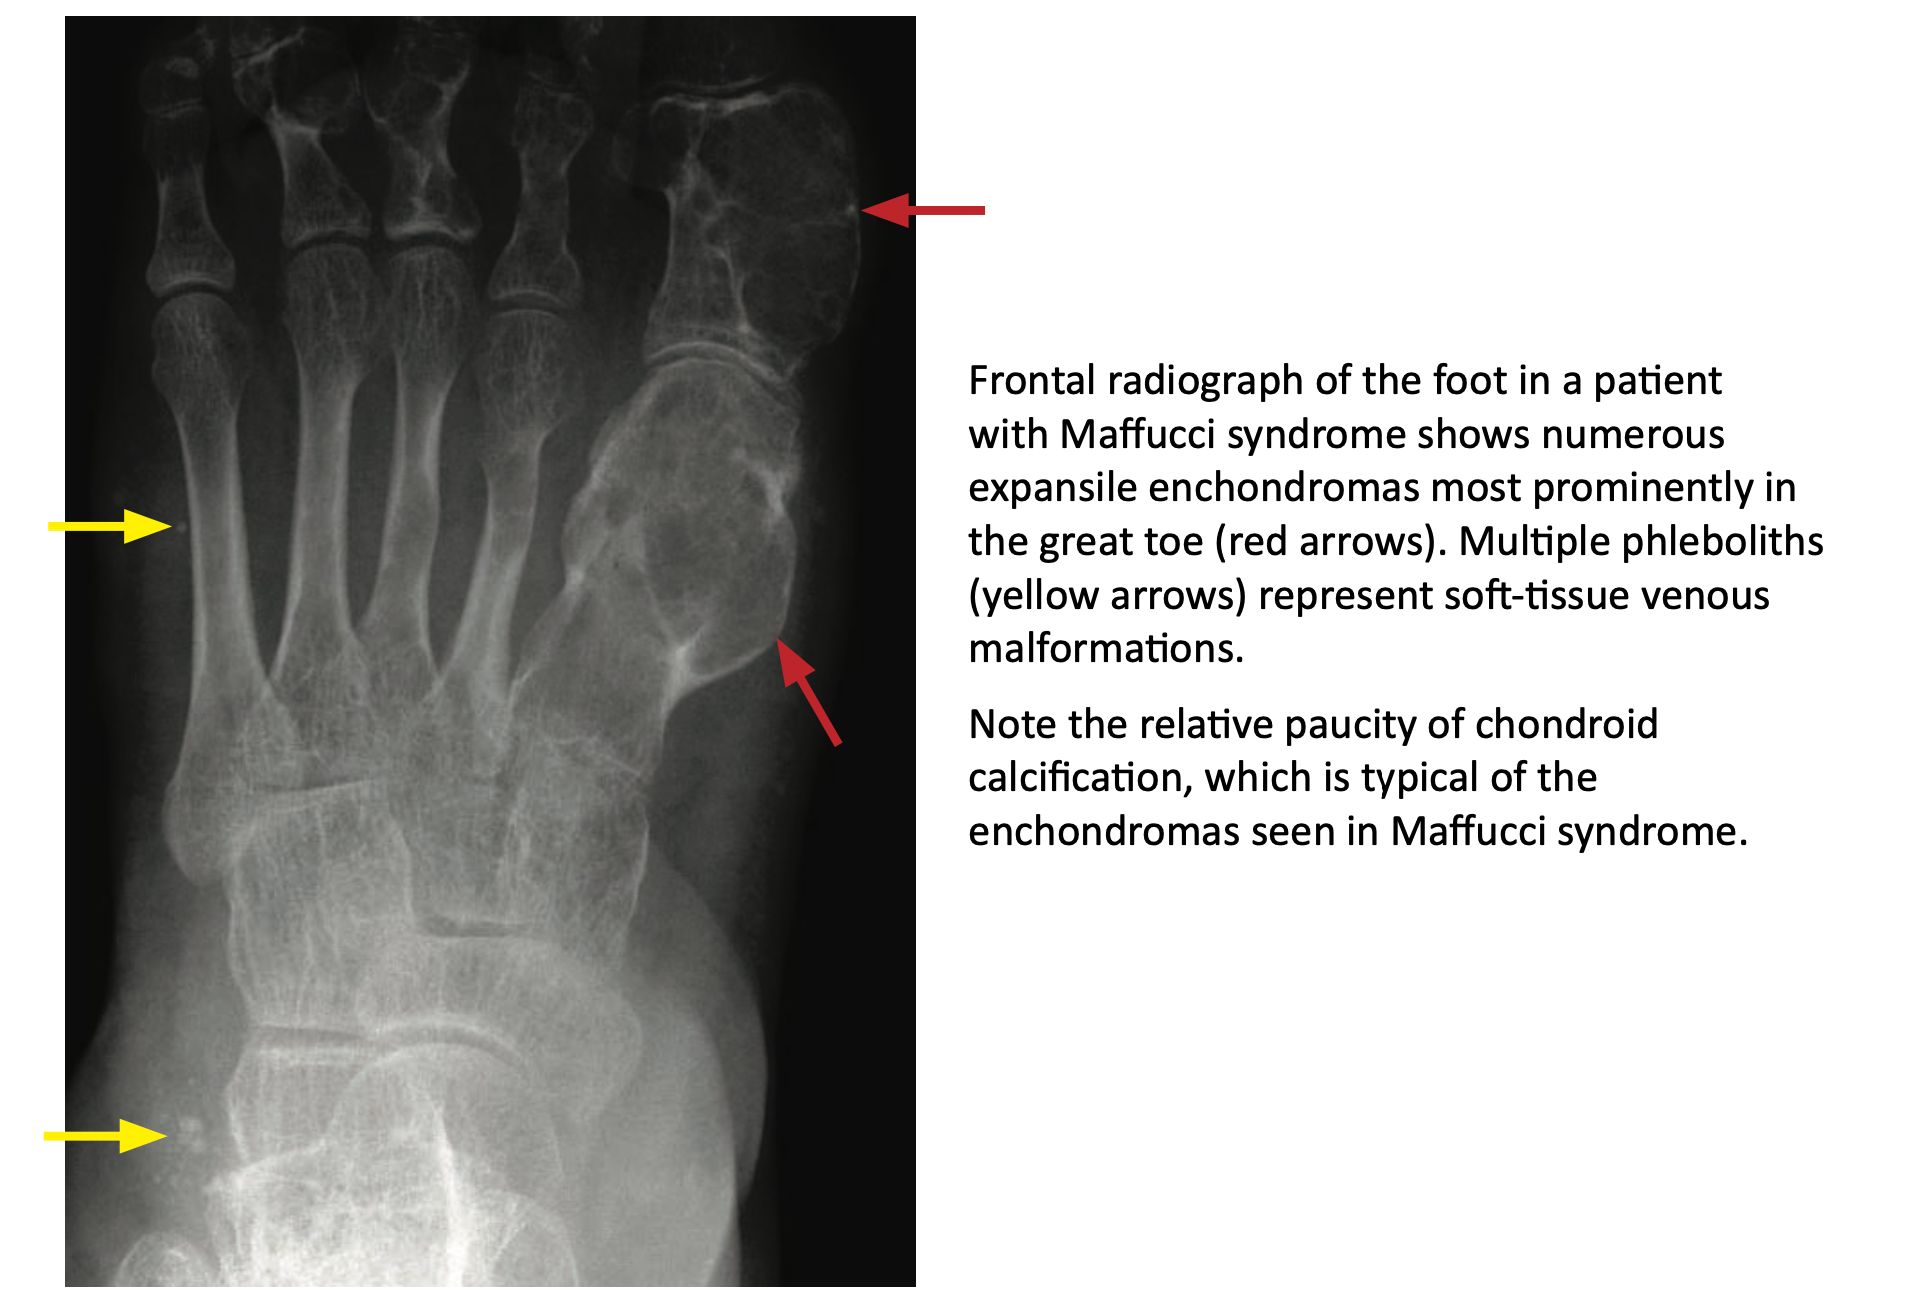 Frontal radiograph of the foot in a patient
with Maffucci syndrome shows numerous
expansile enchondromas most prominently in
the great toe (red arrows). Multiple phleboliths
(yellow arrows) represent soft-tissue venous
malformations.
Note the relative paucity of chondroid
calcification, which is typical of the
enchondromas seen in Maffucci syndrome.